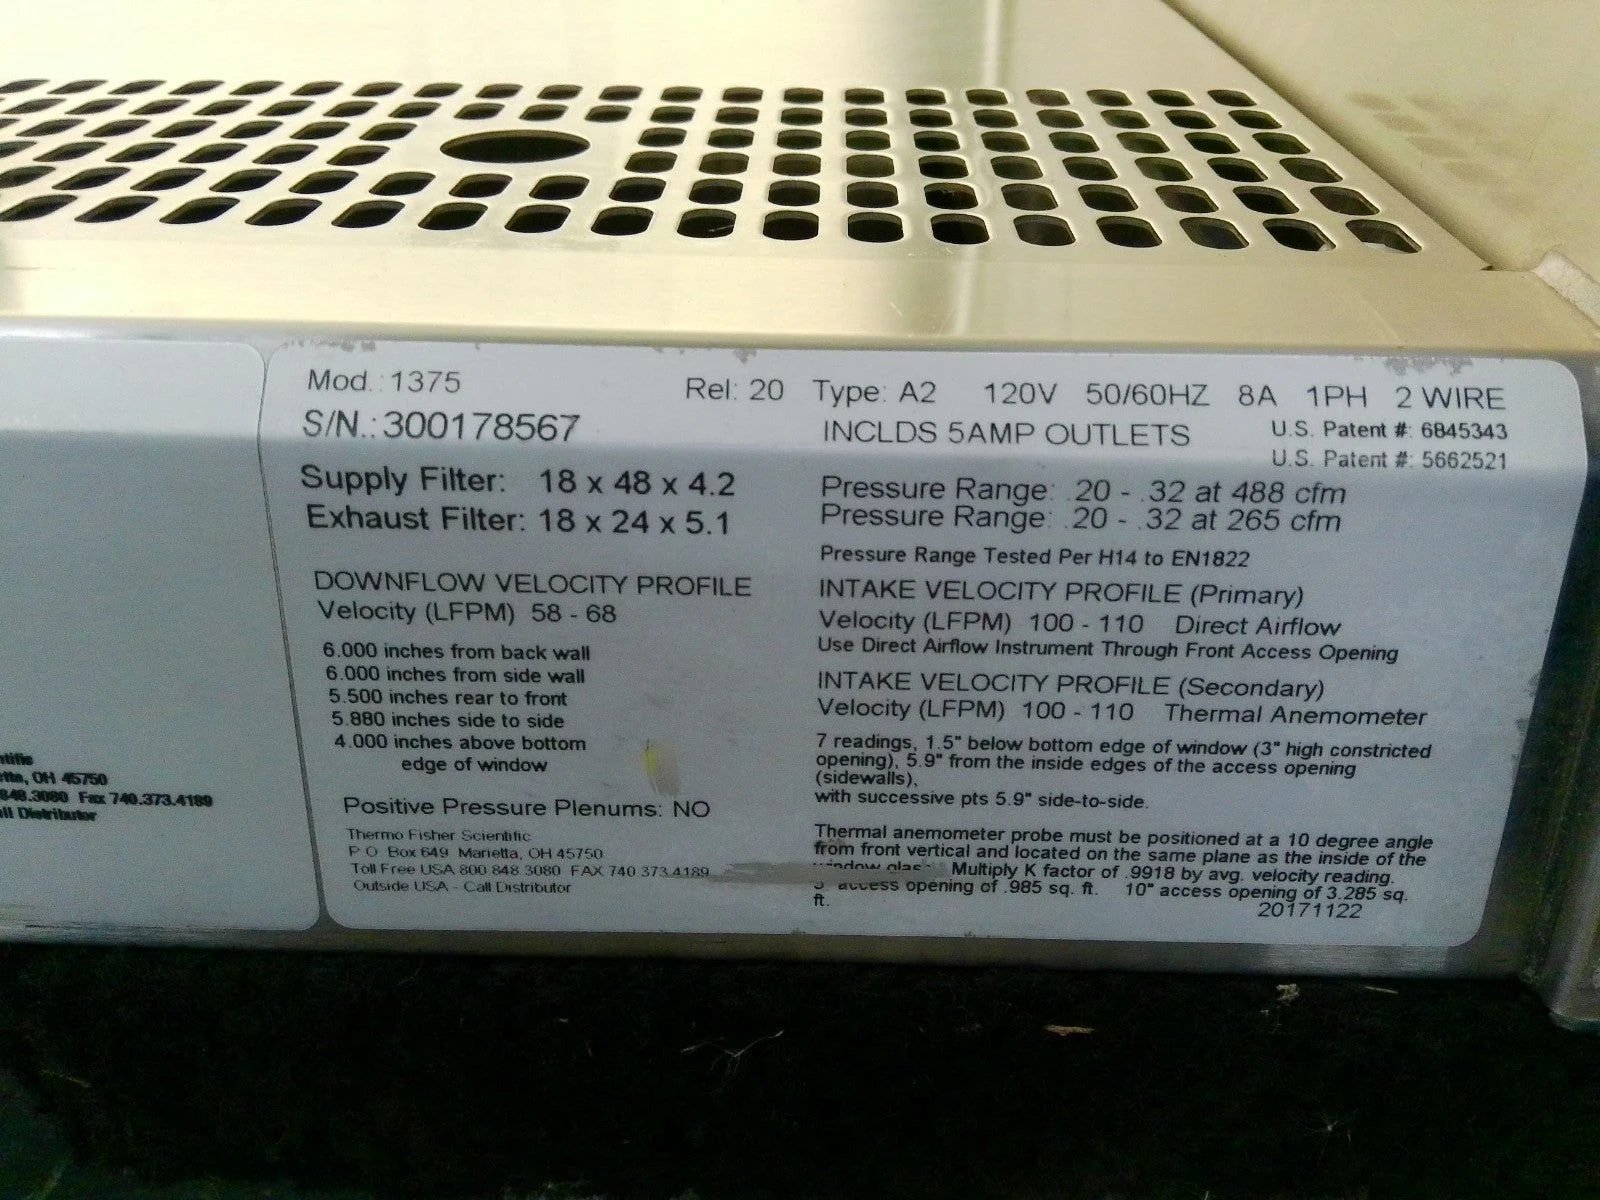 Mod.: 1375 Rel: 20 Type: A2 120V 50/60HZ 8A 1PH 2 WIRE
S/N.: 300178567 INCLDS 5AMP OUTLETS U.S. Patent #: 6845343
U.S. Patent #: 5662521
Supply Filter: 18 x 48 x 4.2 Pressure Range: .20 - .32 at 488 cfm
Exhaust Filter: 18 x 24 x 5.1 Pressure Range: .20 - .32 at 265 cfm
Pressure Range Tested Per H14 to EN1822
DOWNFLOW VELOCITY PROFILE
Velocity (LFPM) 58 - 68
6.000 inches from back wall
6.000 inches from side wall
5.500 inches rear to front
5.880 inches side to side
4.000 inches above bottom
edge of window
Positive Pressure Plenums: NO
Thermo Fisher Scientific
P O Box 649 Marietta, OH 45750
Toll Free USA 800 848 3080 FAX 740 373.4189
Outside USA - Call Distributor
INTAKE VELOCITY PROFILE (Primary)
Velocity (LFPM) 100 - 110 Direct Airflow
Use Direct Airflow Instrument Through Front Access Opening
INTAKE VELOCITY PROFILE (Secondary)
Velocity (LFPM) 100 - 110 Thermal Anemometer
7 readings, 1.5" below bottom edge of window (3" high constricted
opening), 5.9" from the inside edges of the access opening
(sidewalls),
with successive pts 5.9" side-to-side.
Thermal anemometer probe must be positioned at a 10 degree angle
from front vertical and located on the same plane as the inside of the
window Multiply K factor of .9918 by avg. velocity reading.
access opening of .985 sq. ft. 10" access opening of 3.285 sq.
ft.
20171122
OH 45750
848.3080 Fax 740.373.4189
Distributor